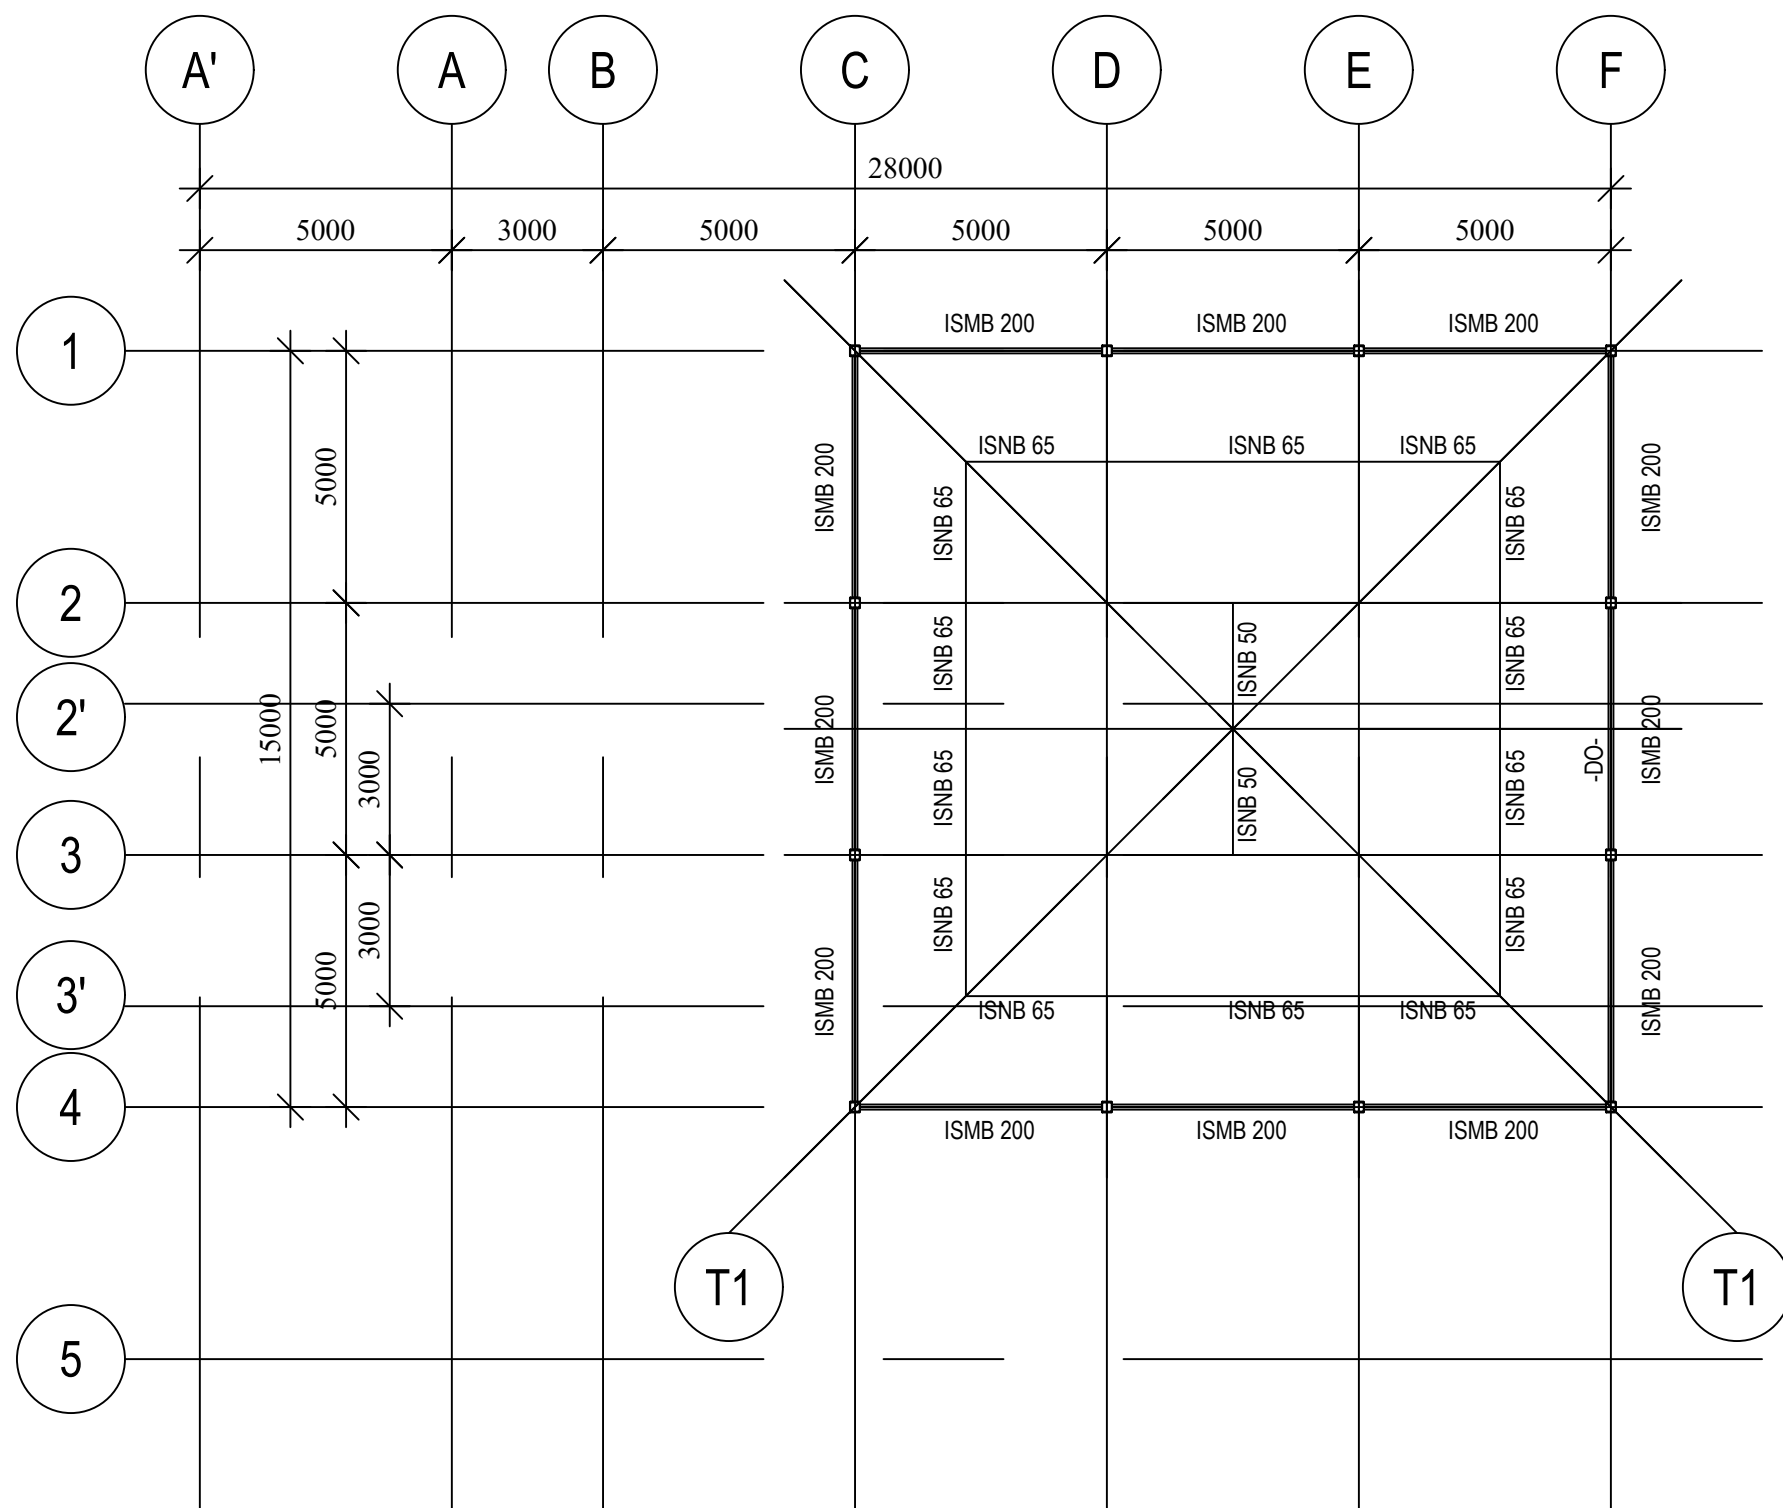 A' A B C D E F
28000
5000 3000 5000 5000 5000 5000
ISMB 200 ISMB 200 ISMB 200
1
ISNB 65 ISNB 65 ISNB 65
5000 ISMB 200 ISNB 65 ISNB 65 ISMB 200
2
ISNB 65 ISNB 50 ISNB 65
2'
15000 5000 3000 ISMB 200 ISNB 65 ISNB 50 ISNB 65 -DO- ISMB 200
3
5000 3000 ISMB 200 ISNB 65 ISNB 65 ISMB 200
3'
ISNB 65 ISNB 65 ISNB 65
4
ISMB 200 ISMB 200 ISMB 200
T1 T1
5